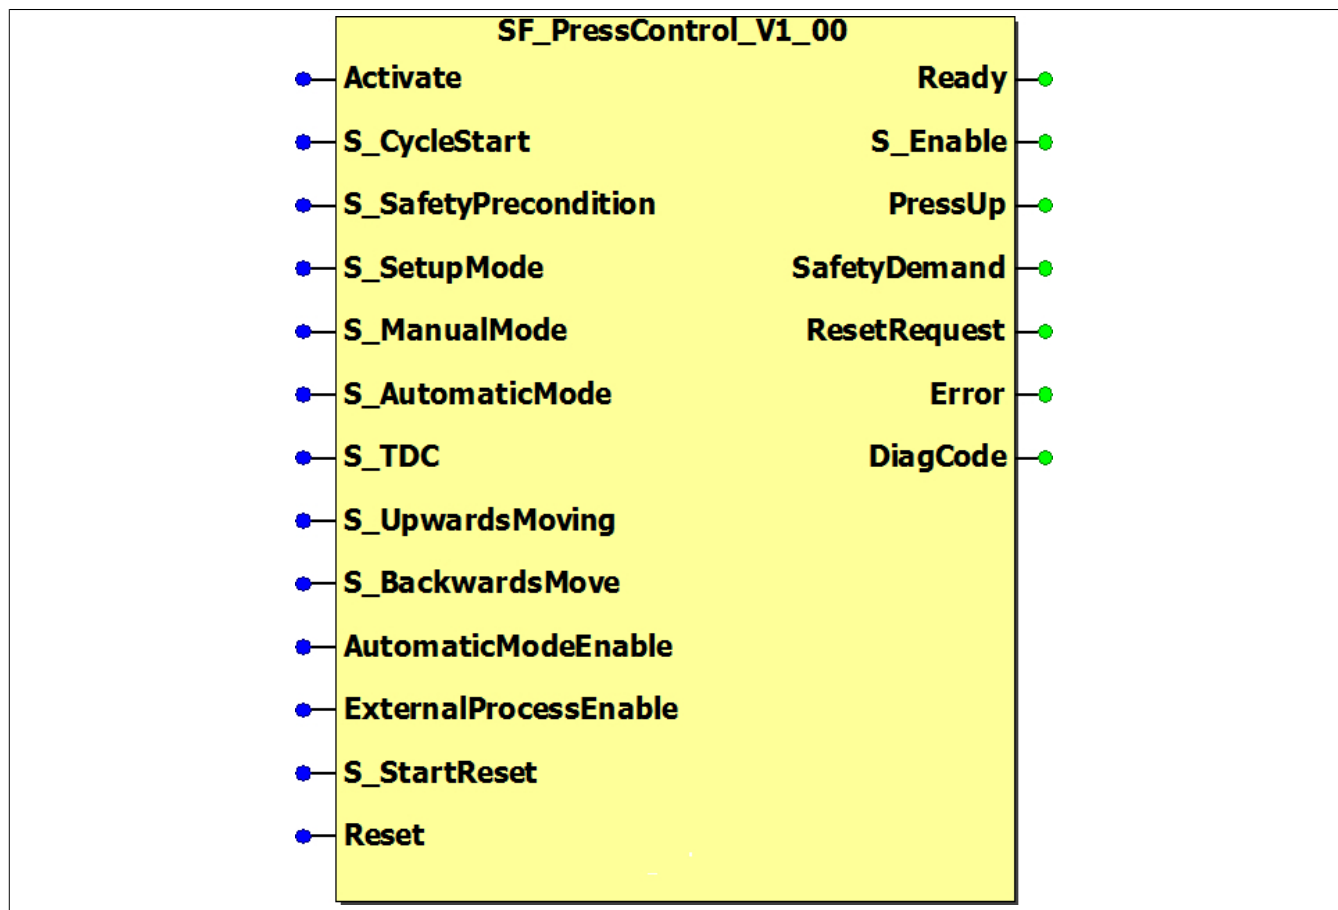 SF_PressControl_V1_00
Activate Ready
S_CycleStart S_Enable
S_SafetyPrecondition PressUp
S_SetupMode SafetyDemand
S_ManualMode ResetRequest
S_AutomaticMode Error
S_TDC DiagCode
S_UpwardsMoving
S_BackwardsMove
AutomaticModeEnable
ExternalProcessEnable
S_StartReset
Reset